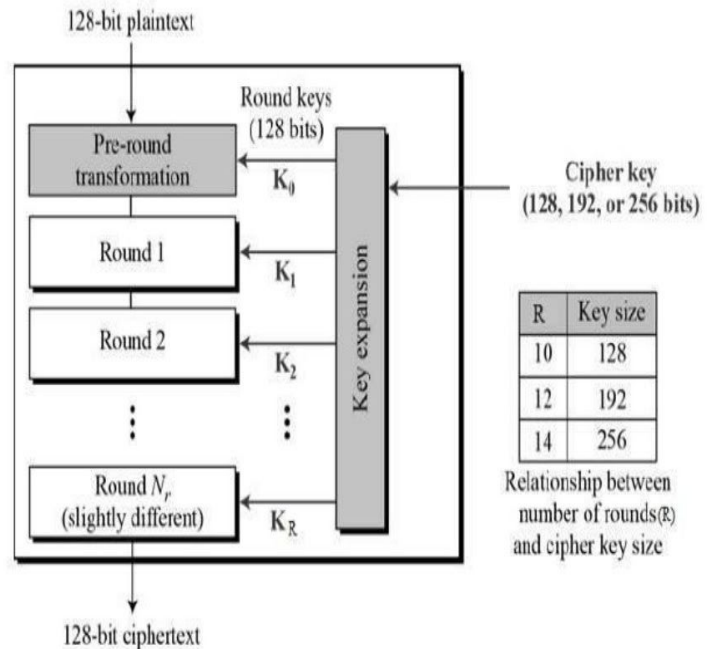 128-bit plaintext
Round keys
(128 bits)
Pre-round
transformation
K₀
Cipher key
(128, 192, or 256 bits)
Round 1
K₁
Round 2
K₂
Key expansion
Round Nᵣ
(slightly different)
K_R
R Key size
10 128
12 192
14 256
Relationship between
number of rounds(R)
and cipher key size
128-bit ciphertext